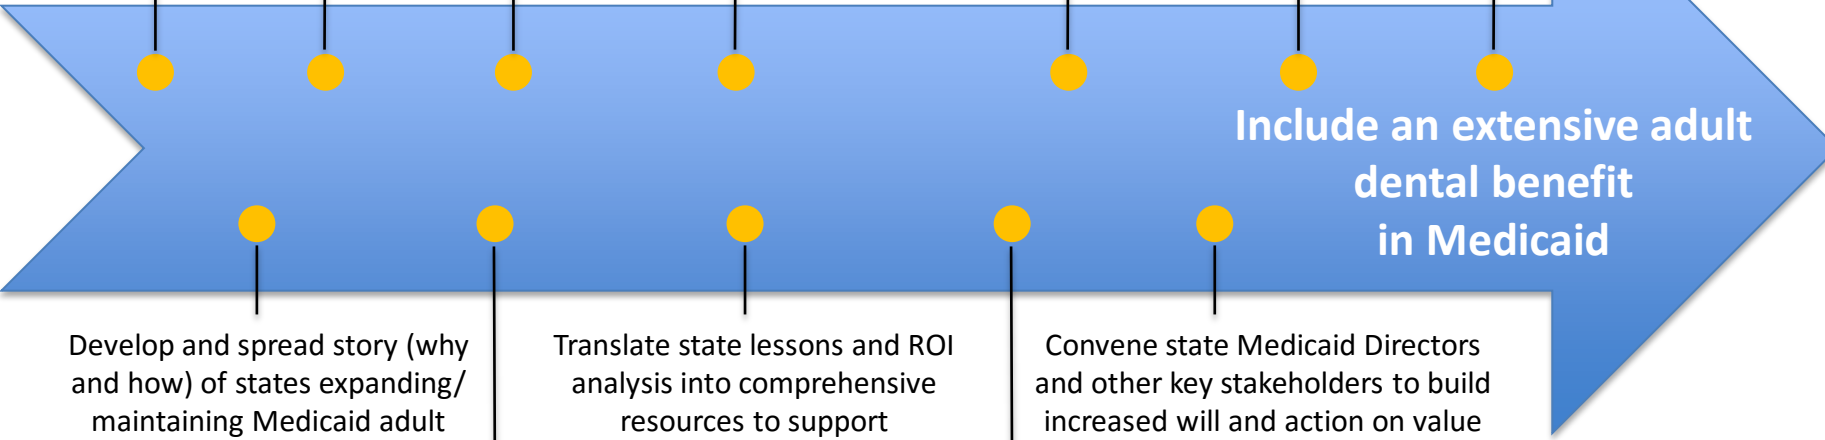 Include an extensive adult
dental benefit
in Medicaid
Develop and spread story (why
and how) of states expanding/
maintaining Medicaid adult
Translate state lessons and ROI
analysis into comprehensive
resources to support
Convene state Medicaid Directors
and other key stakeholders to build
increased will and action on value